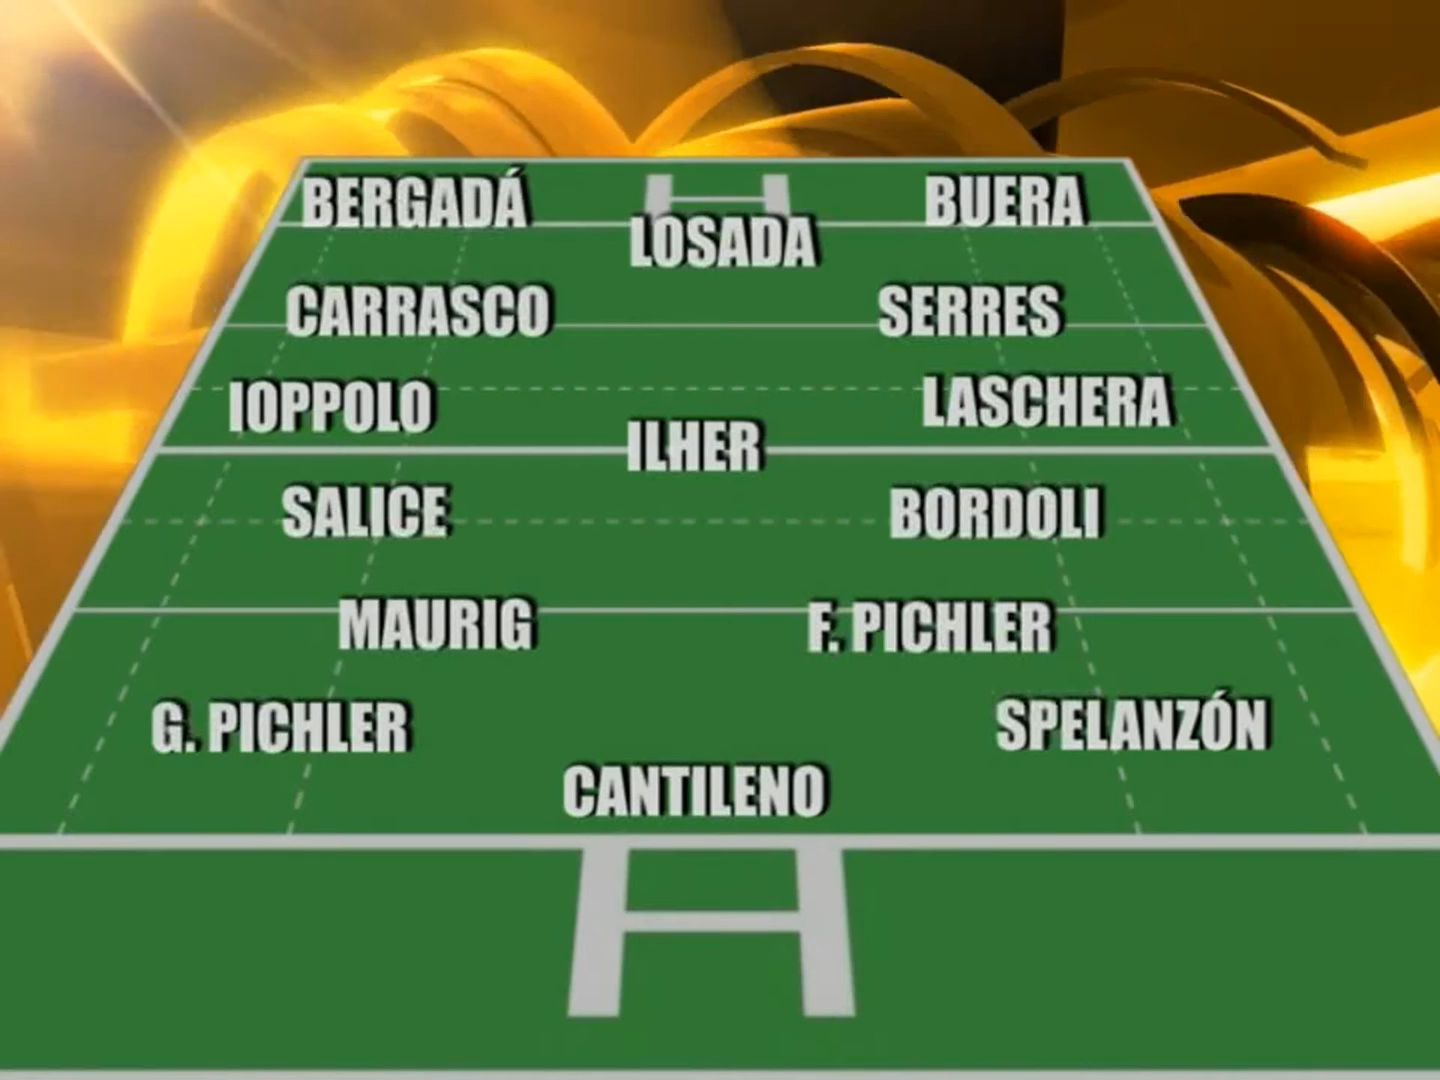 BERGADÁ
BUERA
LOSADA
CARRASCO
SERRES
IOPPOLO
LASCHERA
ILHER
SALICE
BORDOLI
MAURIG
F. PICHLER
G. PICHLER
SPELANZÓN
CANTILENO